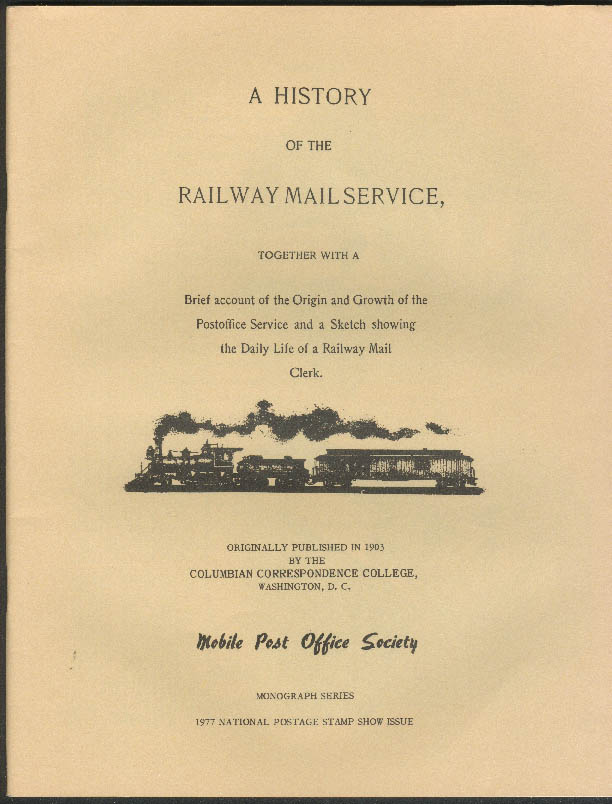 A HISTORY
OF THE
RAILWAY MAIL SERVICE,
TOGETHER WITH A
Brief account of the Origin and Growth of the
Postoffice Service and a Sketch showing
the Daily Life of a Railway Mail
Clerk.
ORIGINALLY PUBLISHED IN 1903
BY THE
COLUMBIAN CORRESPONDENCE COLLEGE,
WASHINGTON, D. C.
Mobile Post Office Society
MONOGRAPH SERIES
1977 NATIONAL POSTAGE STAMP SHOW ISSUE